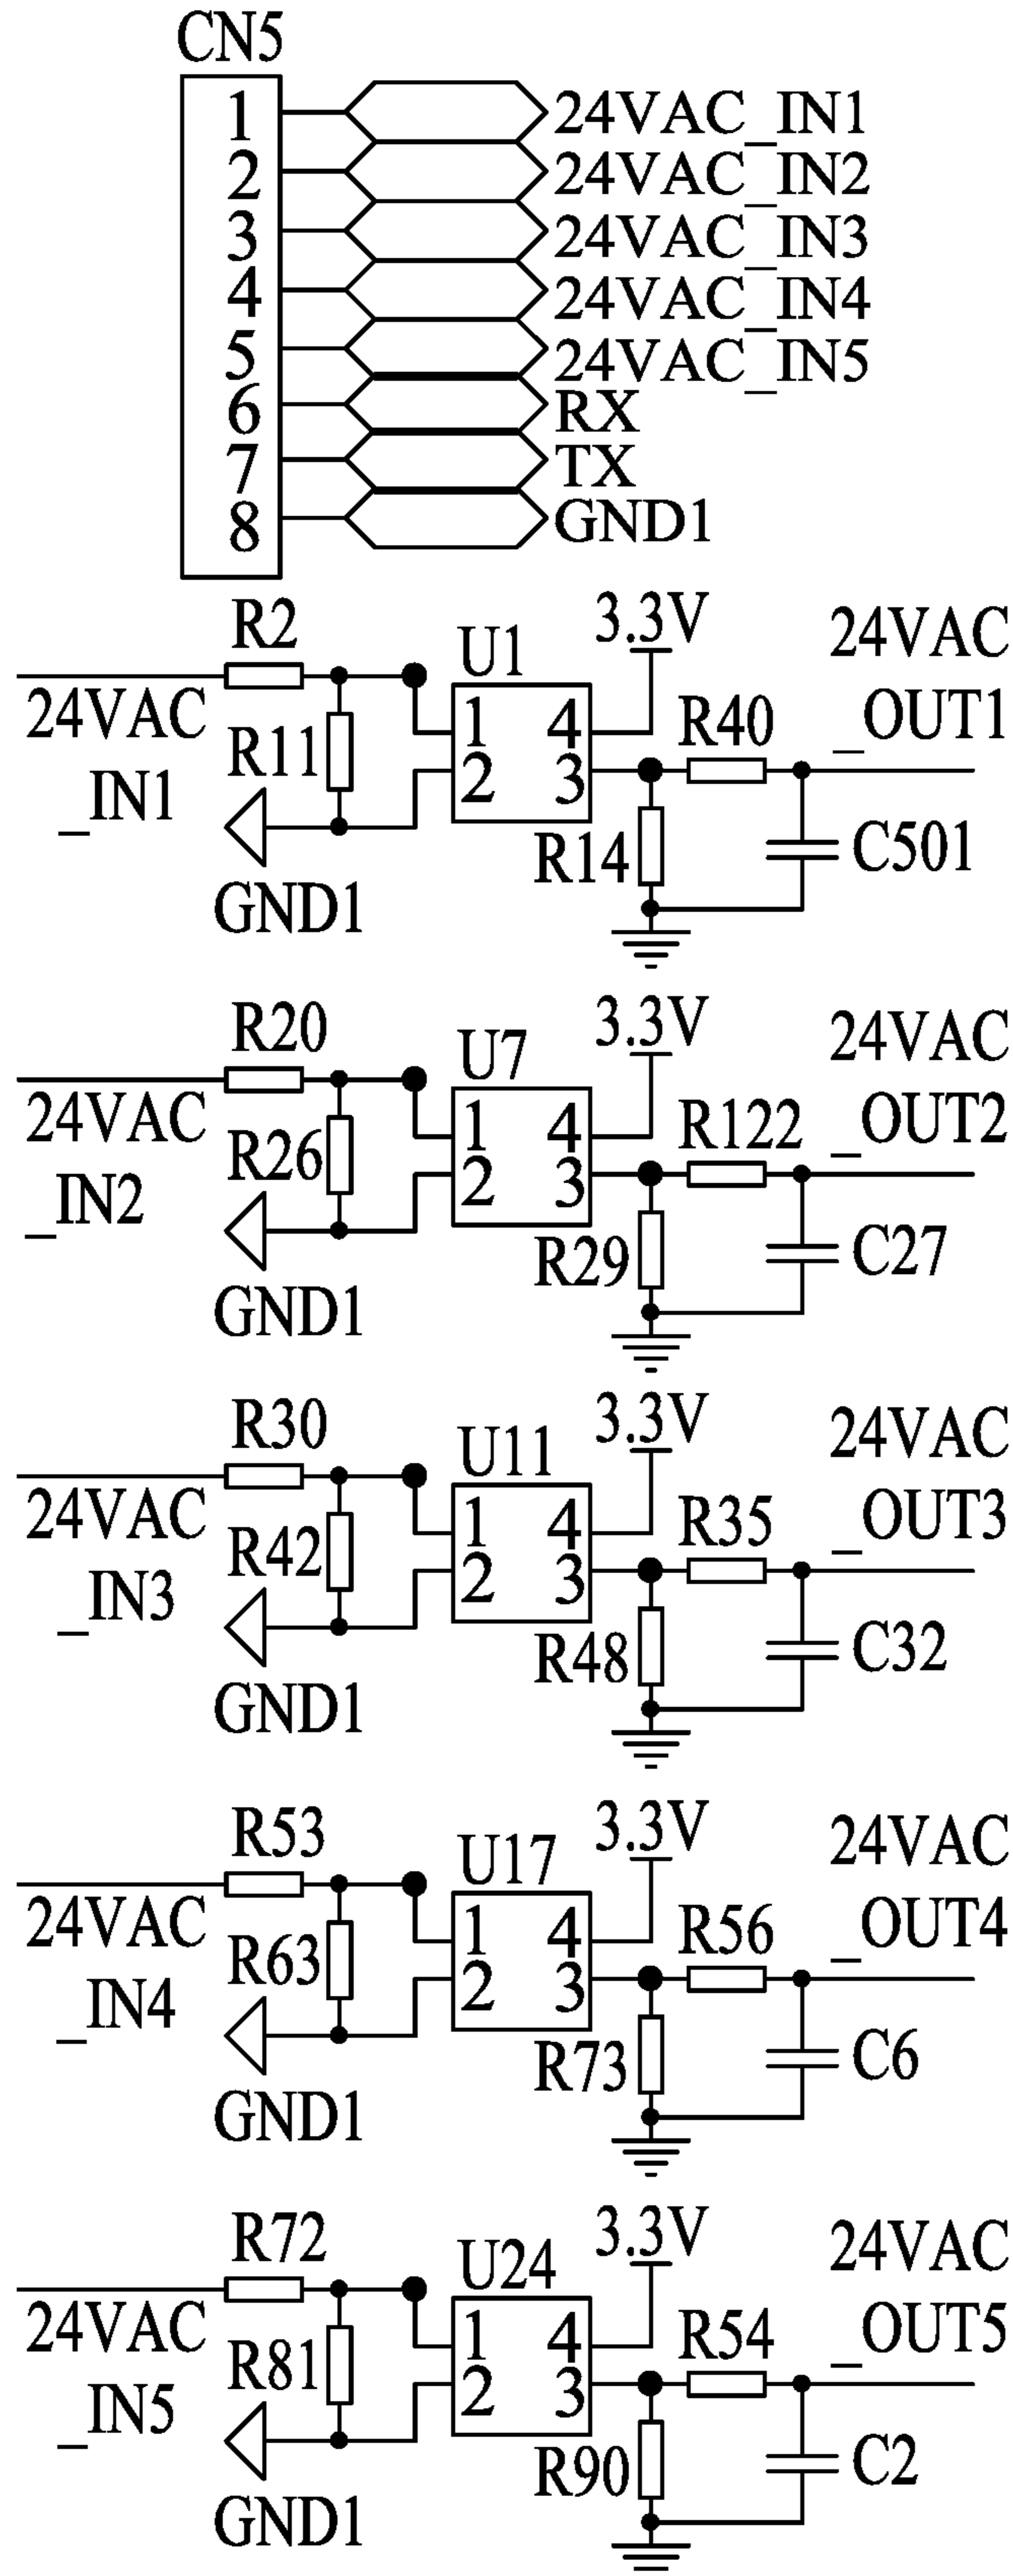 CN5
1 24VAC_IN1
2 24VAC_IN2
3 24VAC_IN3
4 24VAC_IN4
5 24VAC_IN5
6 RX
7 TX
8 GND1
R2 U1 3.3V 24VAC
24VAC R11 1 4 R40 _OUT1
_IN1 2 3
R14 C501
GND1
R20 U7 3.3V 24VAC
24VAC R26 1 4 R122 _OUT2
_IN2 2 3
R29 C27
GND1
R30 U11 3.3V 24VAC
24VAC R42 1 4 R35 _OUT3
_IN3 2 3
R48 C32
GND1
R53 U17 3.3V 24VAC
24VAC R63 1 4 R56 _OUT4
_IN4 2 3
R73 C6
GND1
R72 U24 3.3V 24VAC
24VAC R81 1 4 R54 _OUT5
_IN5 2 3
R90 C2
GND1